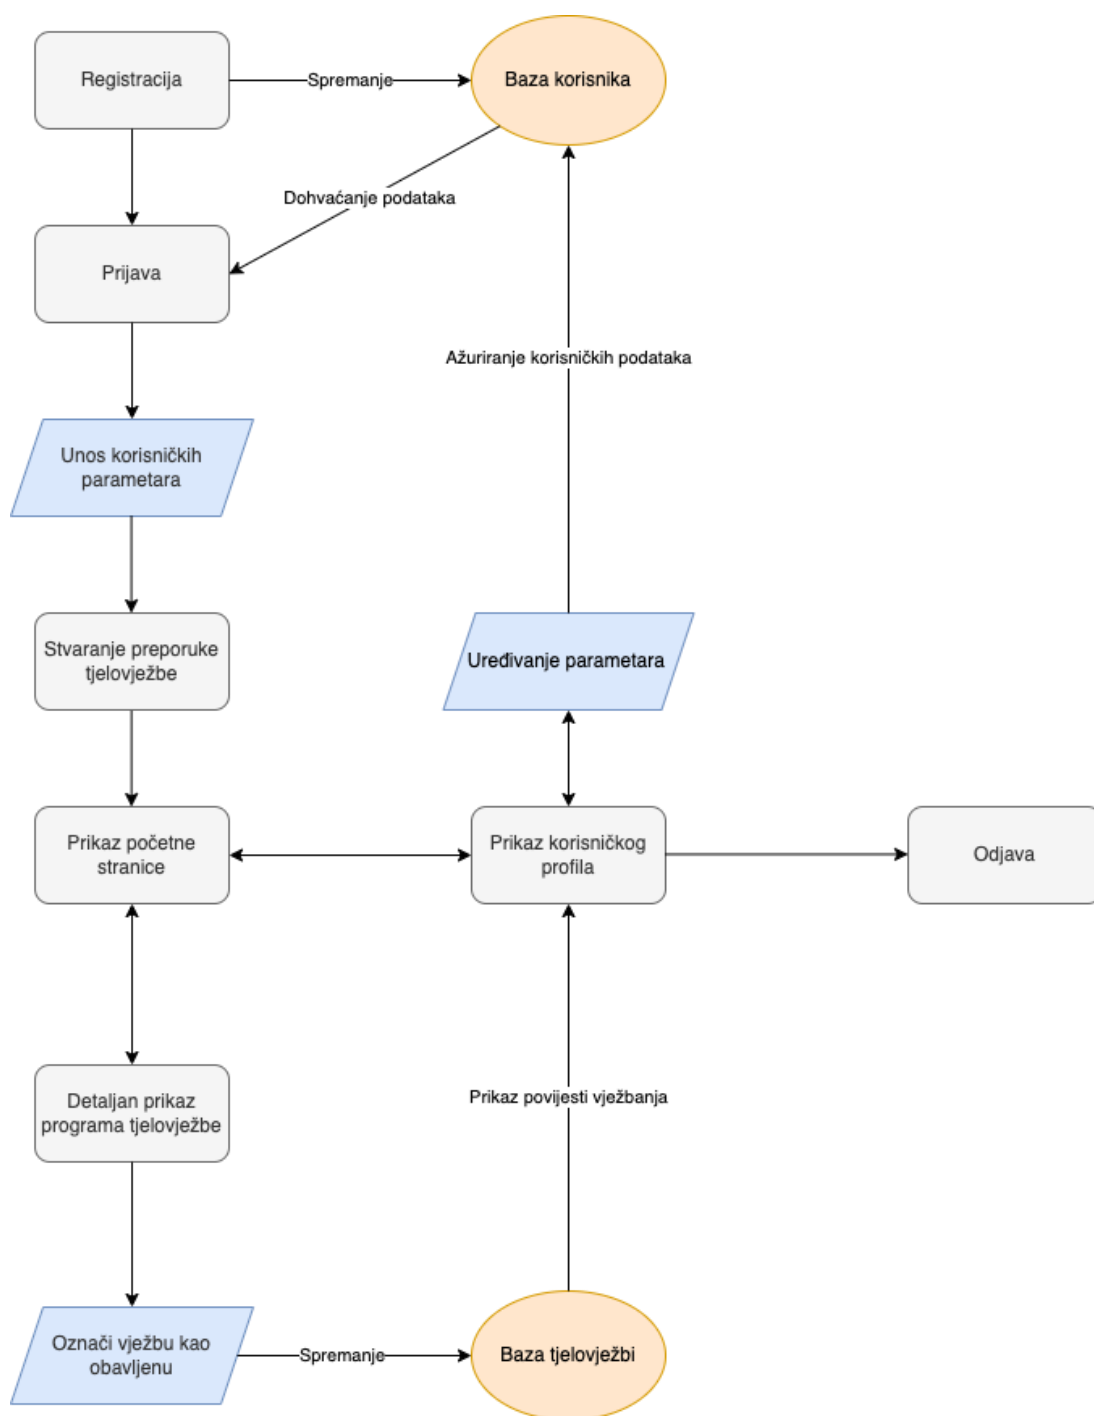 Registracija
Spremanje
Baza korisnika
Dohvaćanje podataka
Prijava
Ažuriranje korisničkih podataka
Unos korisničkih
parametara
Stvaranje preporuke
tjelovježbe
Uređivanje parametara
Prikaz početne
stranice
Prikaz korisničkog
profila
Odjava
Detaljan prikaz
programa tjelovježbe
Prikaz povijesti vježbanja
Označi vježbu kao
obavljenu
Spremanje
Baza tjelovježbi